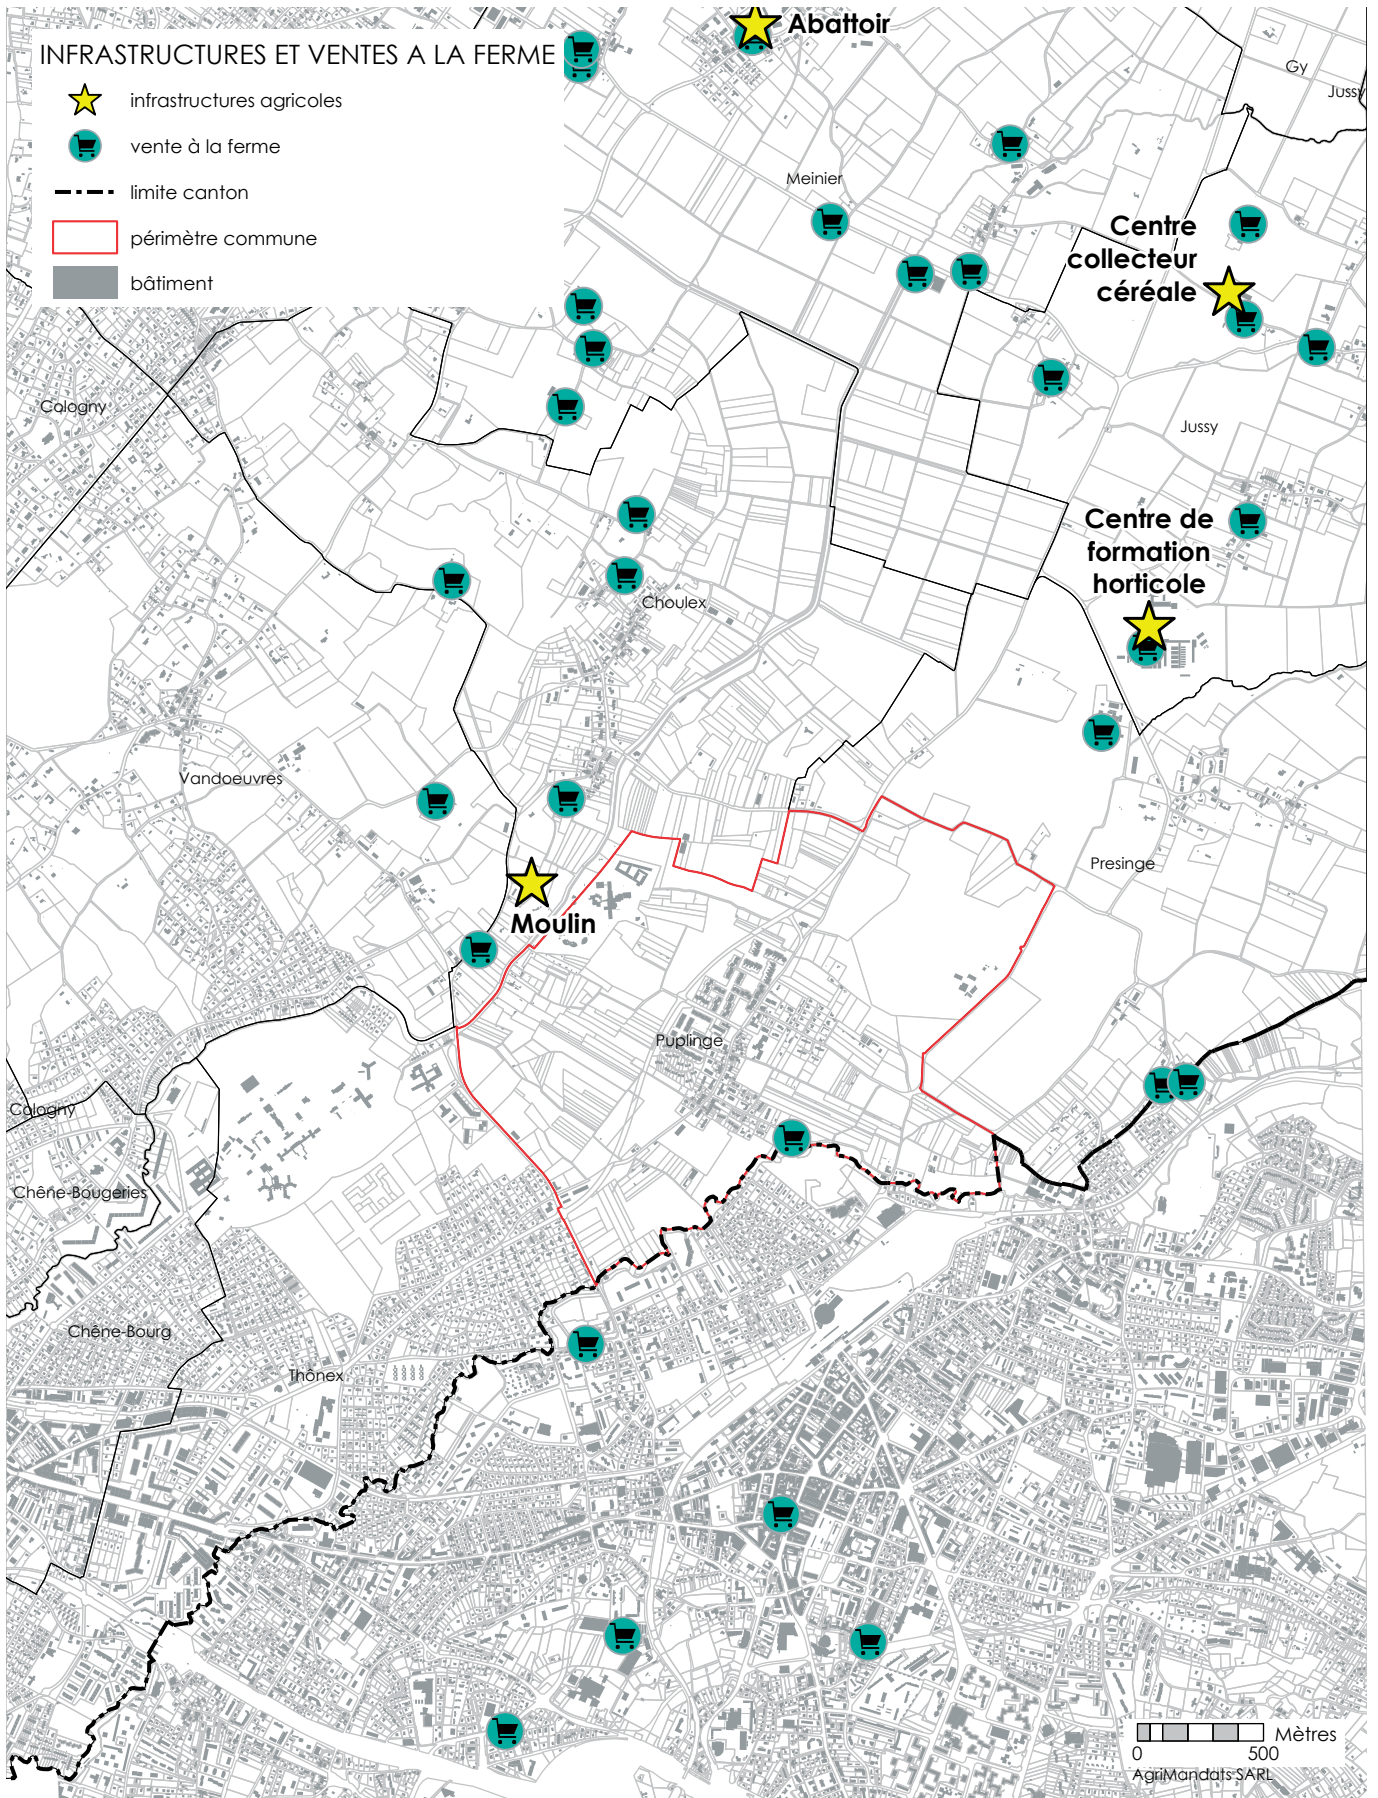 INFRASTRUCTURES ET VENTES A LA FERME
infrastructures agricoles
vente à la ferme
limite canton
périmètre commune
bâtiment
Abattoir
Gy
Jussy
Meinier
Centre
collecteur
céréale
Cologny
Jussy
Centre de
formation
horticole
Choulex
Vandoeuvres
Presinge
Moulin
Puplinge
Cologny
Chêne-Bougeries
Chêne-Bourg
Thônex
Mètres
0 500
AgriMandats SARL